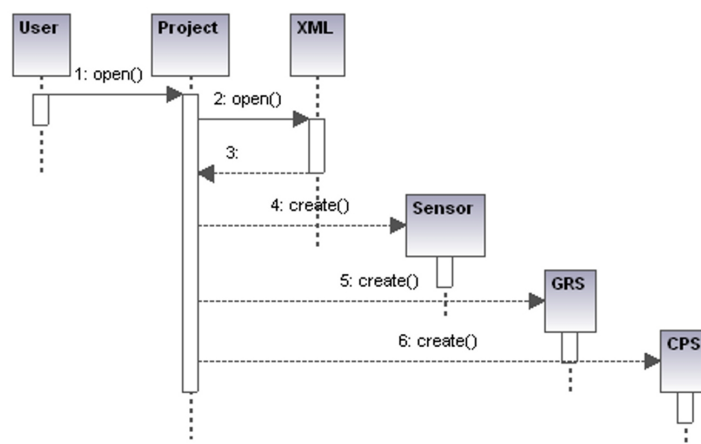 User
Project
XML
1: open()
2: open()
3:
4: create()
Sensor
5: create()
GRS
6: create()
CPS